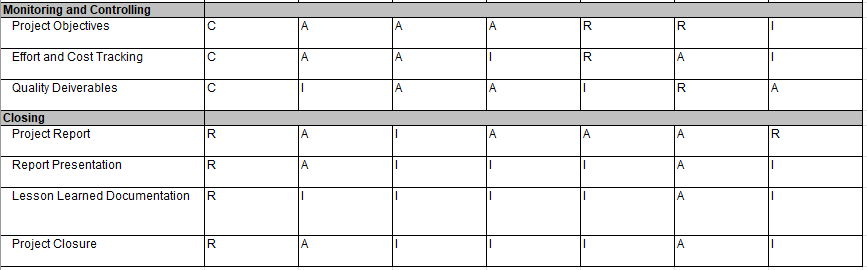 Monitoring and Controlling
Project Objectives C A A A R R I
Effort and Cost Tracking C A A I R A I
Quality Deiverables C I A A I R A
Closing
Project Report R A I A A A R
Report Presentation R A I I I A I
Lesson Learned Documentation R I I I I A I
Project Closure R A I I I A I